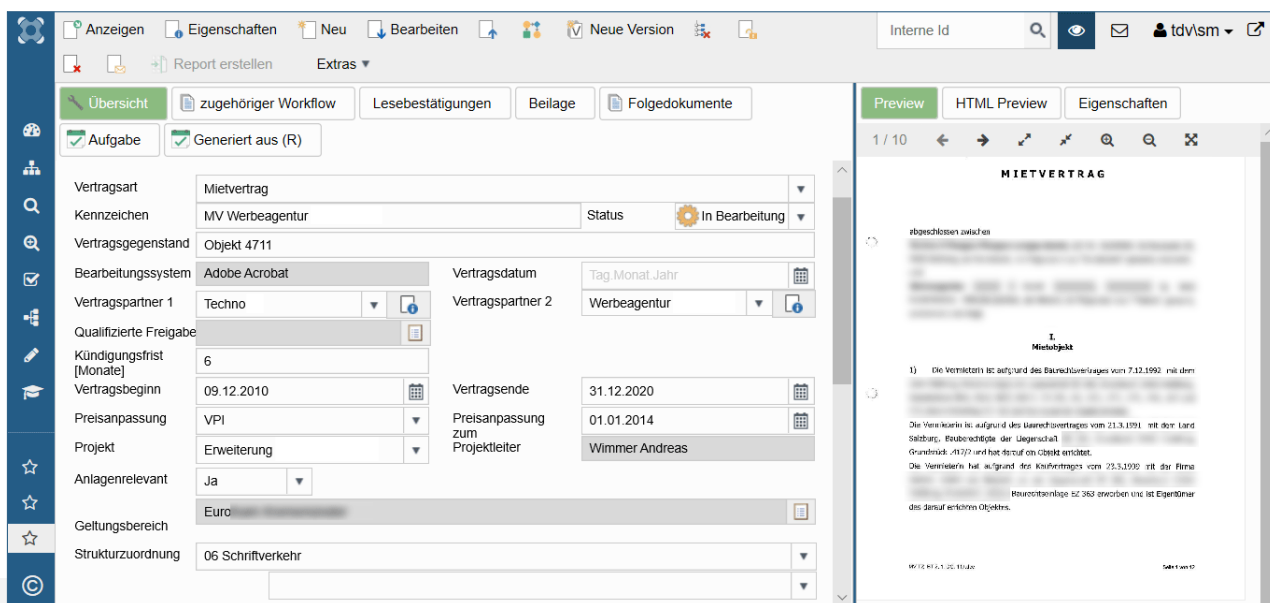 Anzeigen Eigenschaften Neu Bearbeiten Neue Version Interne Id tdv\sm
Report erstellen Extras
Übersicht zugehöriger Workflow Lesebestätigungen Beilage Folgedokumente
Aufgabe Generiert aus (R)
Vertragsart Mietvertrag
Kennzeichen MV Werbeagentur Status In Bearbeitung
Vertragsgegenstand Objekt 4711
Bearbeitungssystem Adobe Acrobat Vertragsdatum Tag.Monat.Jahr
Vertragspartner 1 Techno Vertragspartner 2 Werbeagentur
Qualifizierte Freigabe
Kündigungsfrist
[Monate] 6
Vertragsbeginn 09.12.2010 Vertragsende 31.12.2020
Preisanpassung VPI Preisanpassung
zum 01.01.2014
Projekt Erweiterung Projektleiter Wimmer Andreas
Anlagenrelevant Ja
Geltungsbereich Euro
Strukturzuordnung 06 Schriftverkehr
©
Preview HTML Preview Eigenschaften
1 / 10
MIETVERTRAG
abgeschlossen zwischen
I.
Mietobjekt
1) Die Vermieterin ist aufgrund des Baurechtsvertrages vom 7.12.1992 mit dem
Die Vermieterin ist aufgrund des Baurechtsvertrages vom 21.3.1991 mit dem Land
Salzburg, Bauberechtigte der Liegenschaft
Grundstück .417/2 und hat darauf ein Objekt errichtet.
Die Vermieterin hat aufgrund des Kaufvertrages vom 23.3.1999 mit der Firma
Baurechtseinlage EZ 363 erworben und ist Eigentümer
des darauf errichten Objektes.
Seite 1 von 12